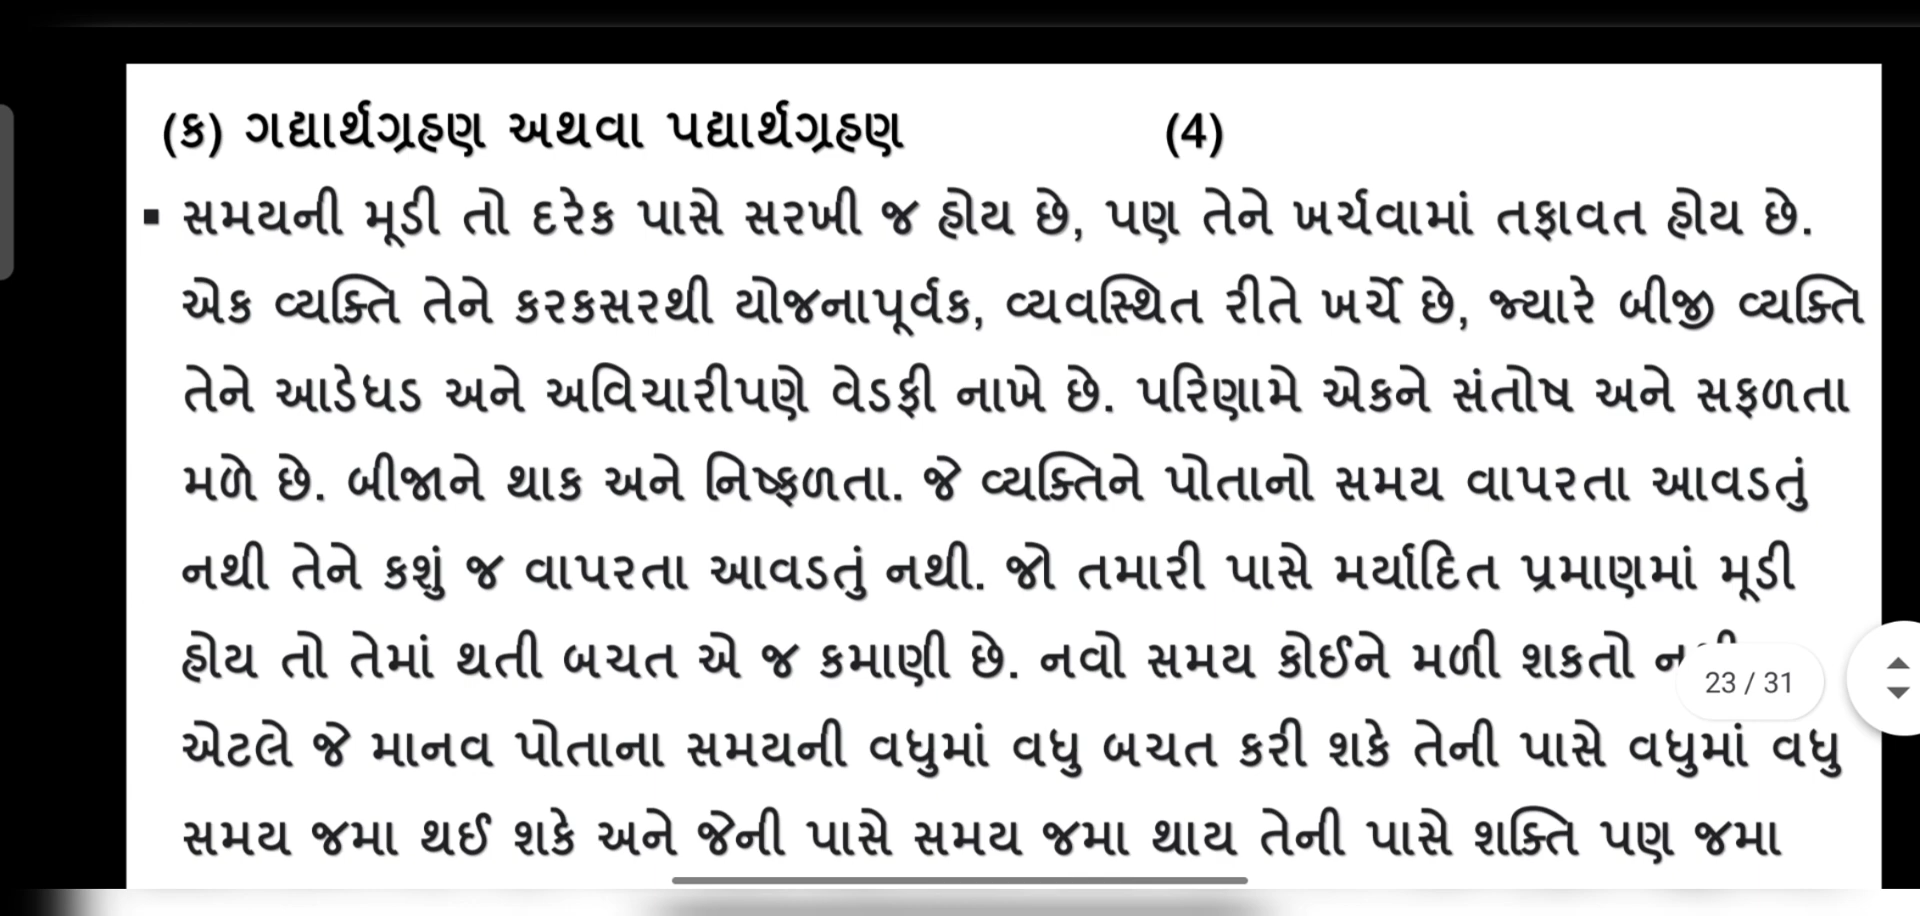 (ક) ગદ્યાર્થગ્રહણ અથવા પદ્યાર્થગ્રહણ (4)
▪ સમયની મૂડી તો દરેક પાસે સરખી જ હોય છે, પણ તેને ખર્ચવામાં તફાવત હોય છે.
એક વ્યક્તિ તેને કરકસરથી યોજનાપૂર્વક, વ્યવસ્થિત રીતે ખર્ચે છે, જ્યારે બીજી વ્યક્તિ
તેને આડેધડ અને અવિચારીપણે વેડફી નાખે છે. પરિણામે એકને સંતોષ અને સફળતા
મળે છે. બીજાને થાક અને નિષ્ફળતા. જે વ્યક્તિને પોતાનો સમય વાપરતા આવડતું
નથી તેને કશું જ વાપરતા આવડતું નથી. જો તમારી પાસે મર્યાદિત પ્રમાણમાં મૂડી
હોય તો તેમાં થતી બચત એ જ કમાણી છે. નવો સમય કોઈને મળી શકતો
23 / 31
એટલે જે માનવ પોતાના સમયની વધુમાં વધુ બચત કરી શકે તેની પાસે વધુમાં વધુ
સમય જમા થઈ શકે અને જેની પાસે સમય જમા થાય તેની પાસે શક્તિ પણ જમા